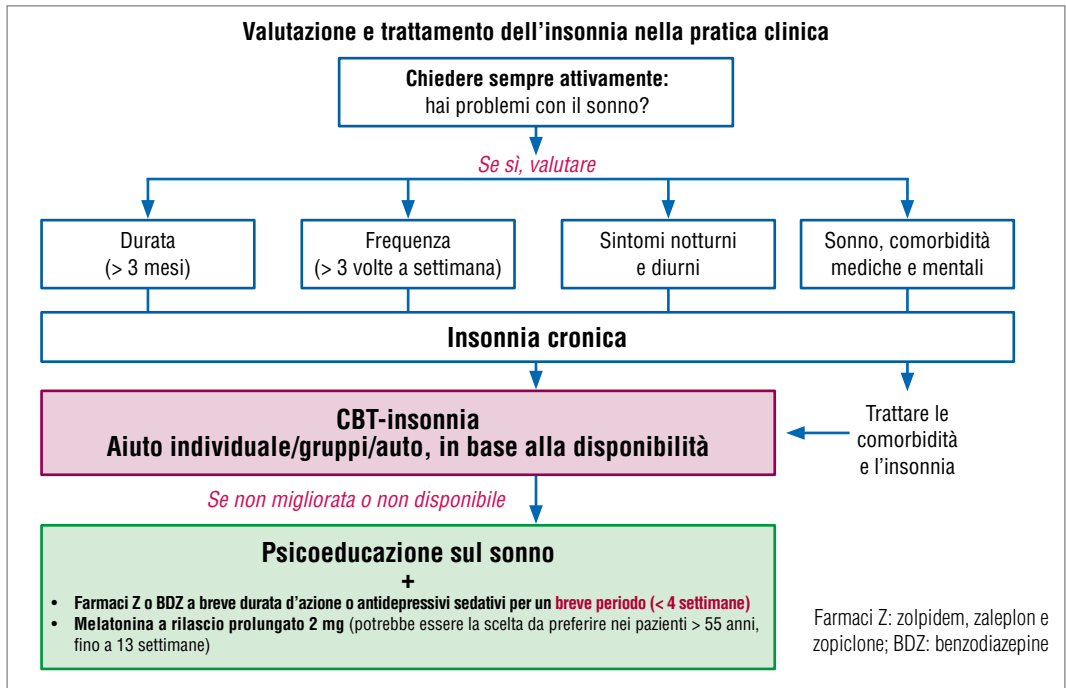 Valutazione e trattamento dell'insonnia nella pratica clinica
Chiedere sempre attivamente:
hai problemi con il sonno?
Se sì, valutare
Durata
(> 3 mesi)
Frequenza
(> 3 volte a settimana)
Sintomi notturni
e diurni
Sonno, comorbidità
mediche e mentali
Insonnia cronica
CBT-insonnia
Aiuto individuale/gruppi/auto, in base alla disponibilità
Trattare le
comorbidità
e l'insonnia
Se non migliorata o non disponibile
Psicoeducazione sul sonno
+
• Farmaci Z o BDZ a breve durata d'azione o antidepressivi sedativi per un breve periodo (< 4 settimane)
• Melatonina a rilascio prolungato 2 mg (potrebbe essere la scelta da preferire nei pazienti > 55 anni,
fino a 13 settimane)
Farmaci Z: zolpidem, zaleplon e
zopiclone; BDZ: benzodiazepine